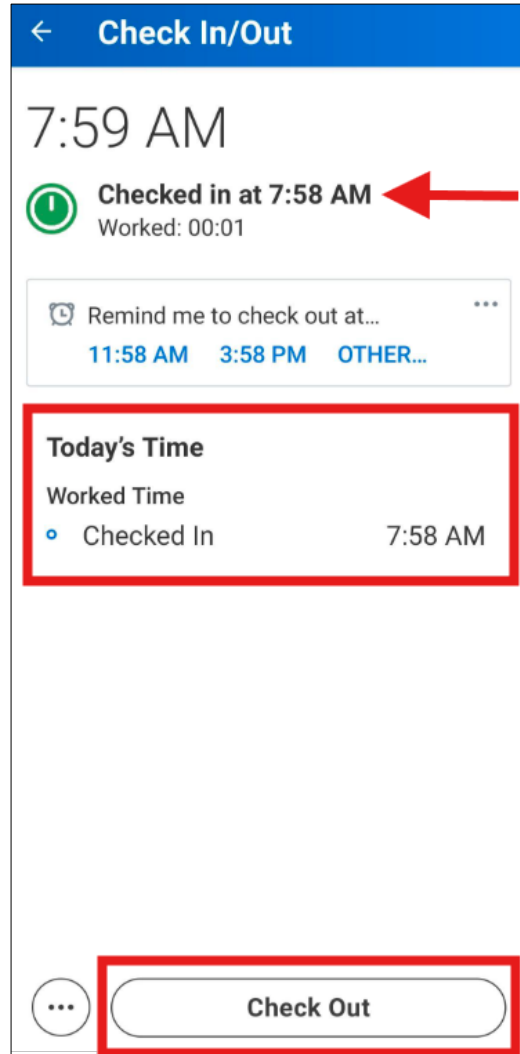 Check In/Out
7:59 AM
Checked in at 7:58 AM
Worked: 00:01
Remind me to check out at...
11:58 AM 3:58 PM OTHER...
Today's Time
Worked Time
Checked In 7:58 AM
Check Out